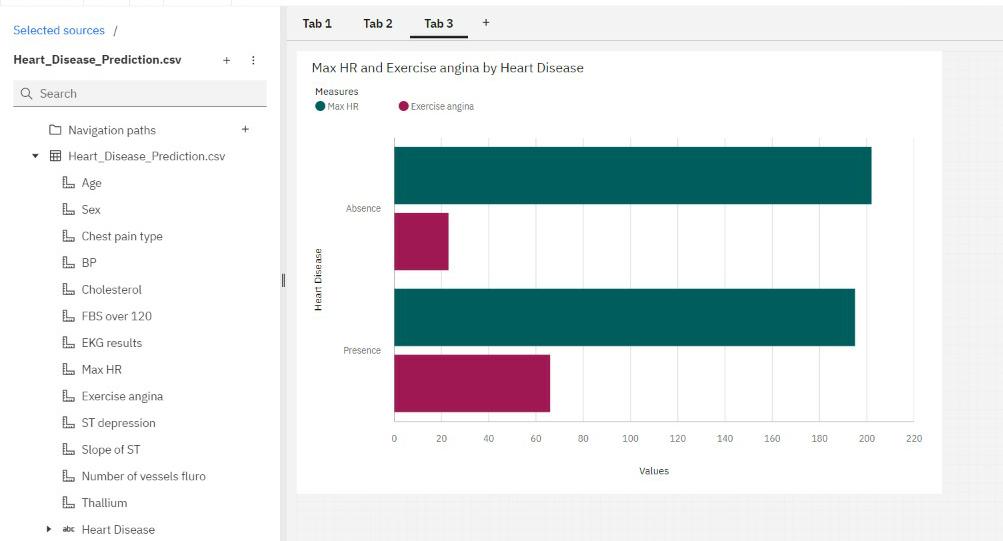 Selected sources /
Heart_Disease_Prediction.csv + ⋮
Search
Navigation paths +
Heart_Disease_Prediction.csv
Age
Sex
Chest pain type
BP
Cholesterol
FBS over 120
EKG results
Max HR
Exercise angina
ST depression
Slope of ST
Number of vessels fluro
Thallium
abc Heart Disease
Tab 1 Tab 2 Tab 3 +
Max HR and Exercise angina by Heart Disease
Measures
Max HR Exercise angina
Heart Disease
Absence
Presence
0 20 40 60 80 100 120 140 160 180 200 220
Values